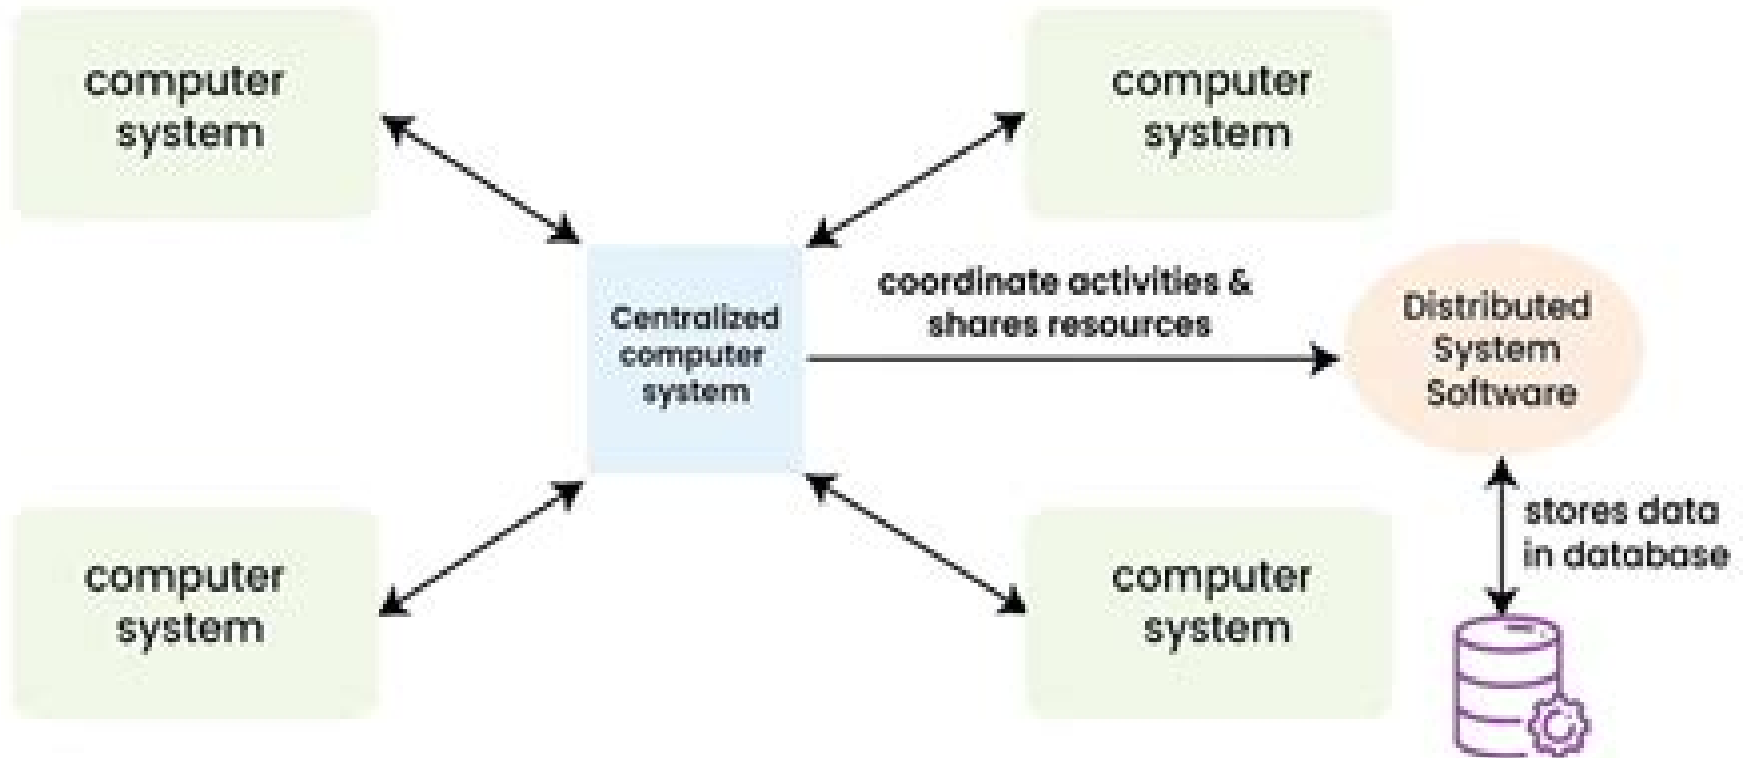 computer
system
computer
system
Centralized
computer
system
coordinate activities &
shares resources
Distributed
System
Software
stores data
in database
computer
system
computer
system